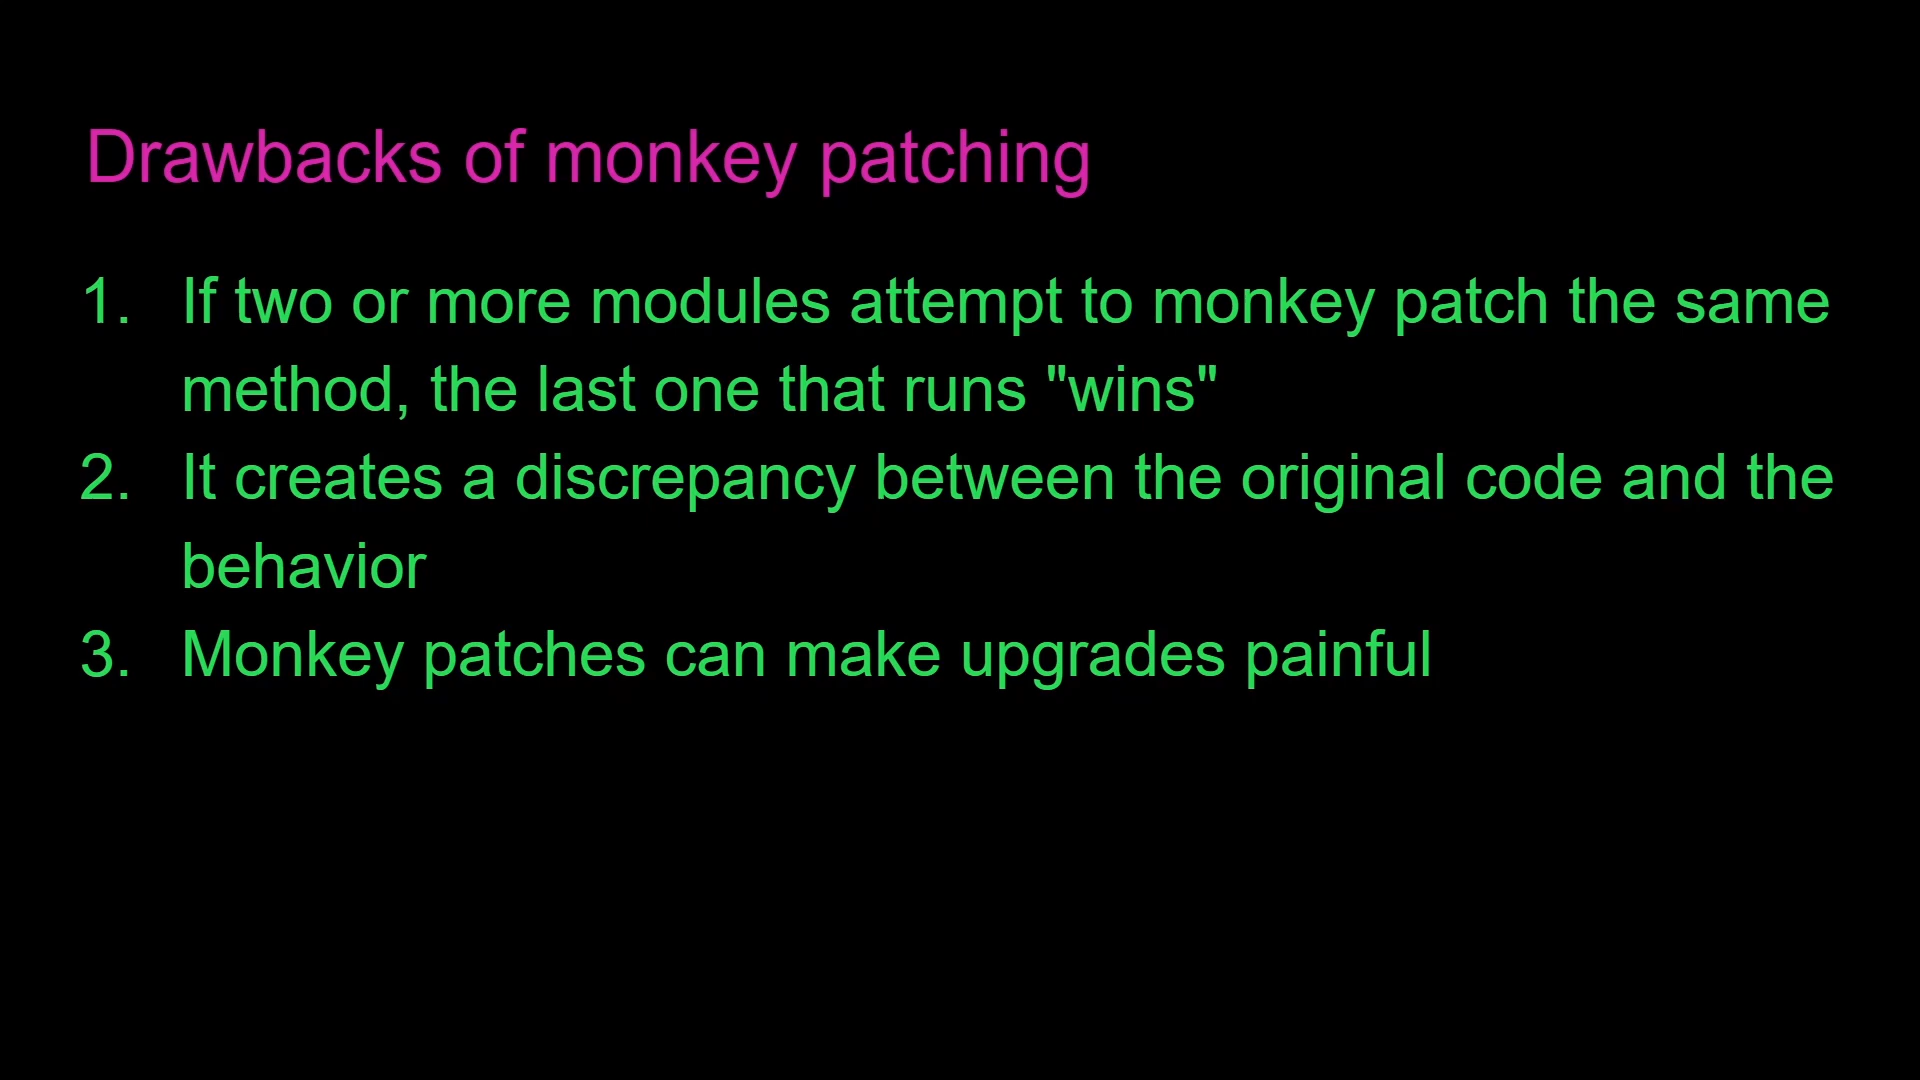 Drawbacks of monkey patching
1. If two or more modules attempt to monkey patch the same
method, the last one that runs "wins"
2. It creates a discrepancy between the original code and the
behavior
3. Monkey patches can make upgrades painful